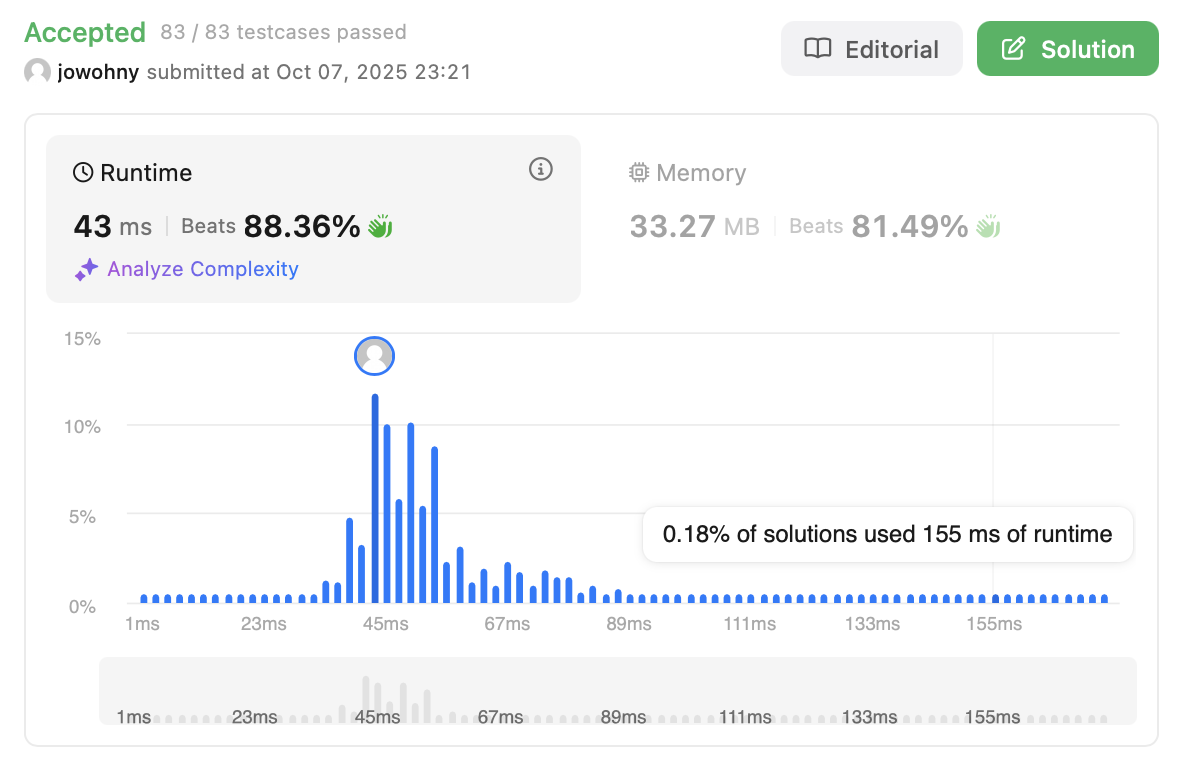 Accepted 83 / 83 testcases passed
jowohny submitted at Oct 07, 2025 23:21
Editorial
Solution
Runtime
43 ms | Beats 88.36%
Analyze Complexity
Memory
33.27 MB | Beats 81.49%
15%
10%
5%
0%
0.18% of solutions used 155 ms of runtime
1ms 23ms 45ms 67ms 89ms 111ms 133ms 155ms
1ms 23ms 45ms 67ms 89ms 111ms 133ms 155ms